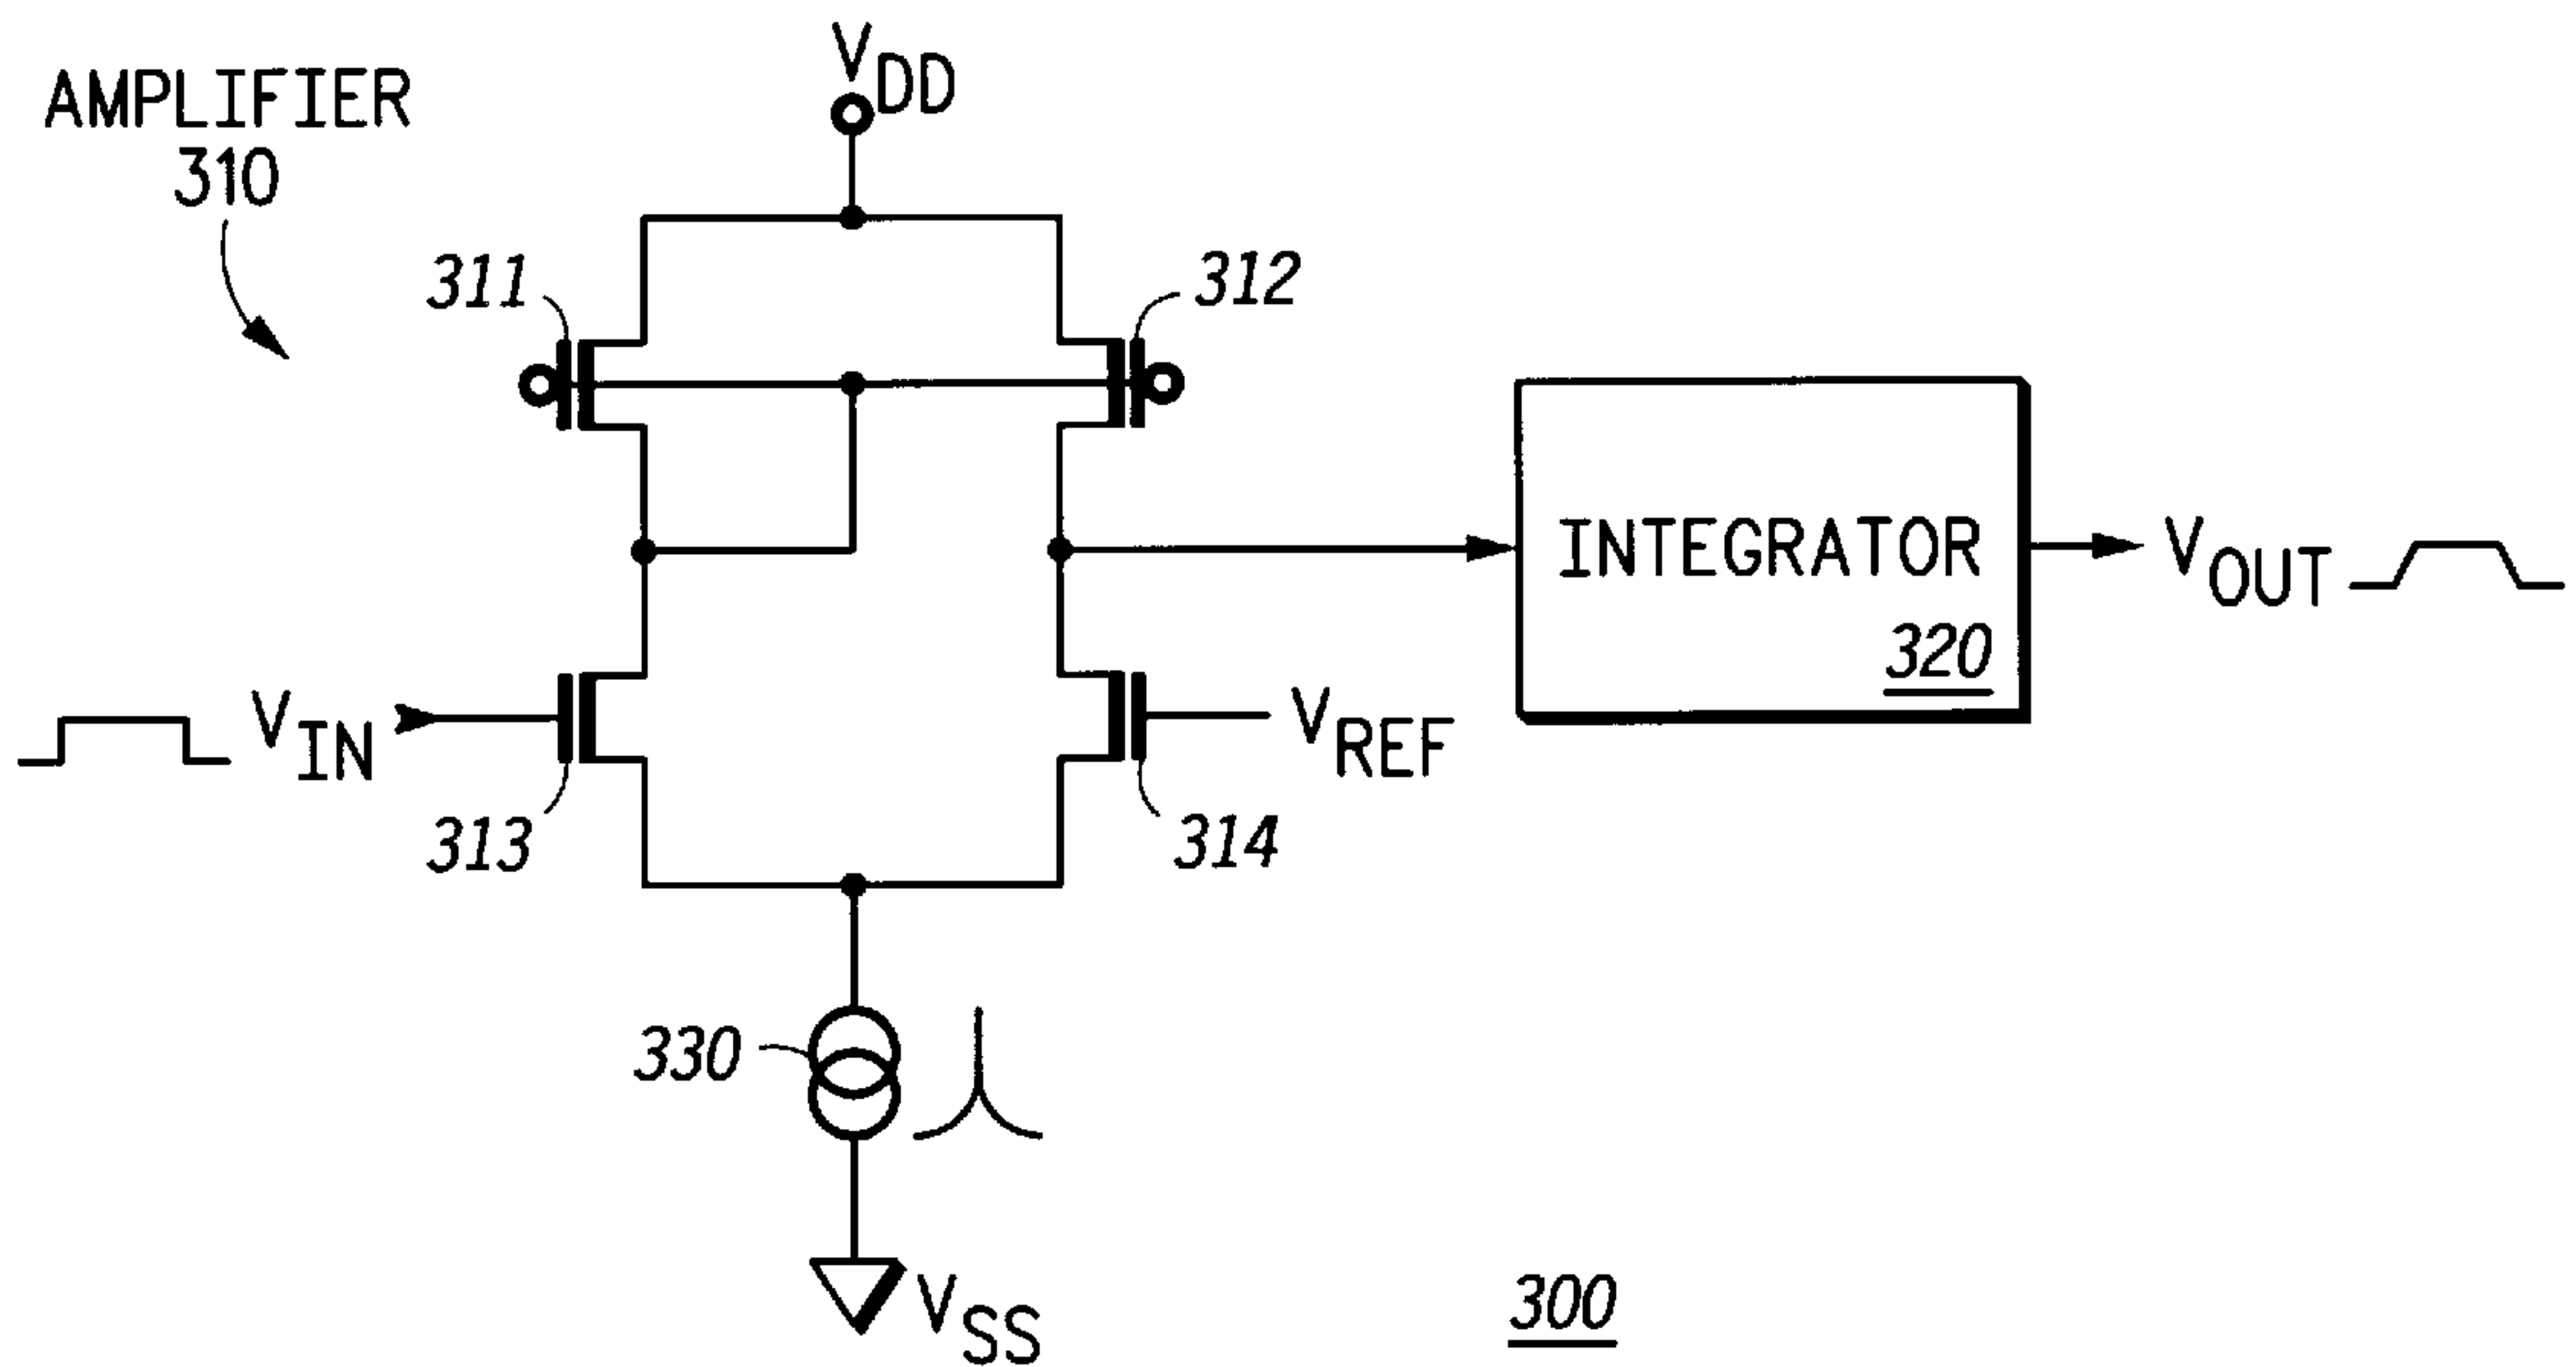 AMPLIFIER
310
VDD
311
312
INTEGRATOR
320
VOUT
VIN
VREF
313
314
330
VSS
300